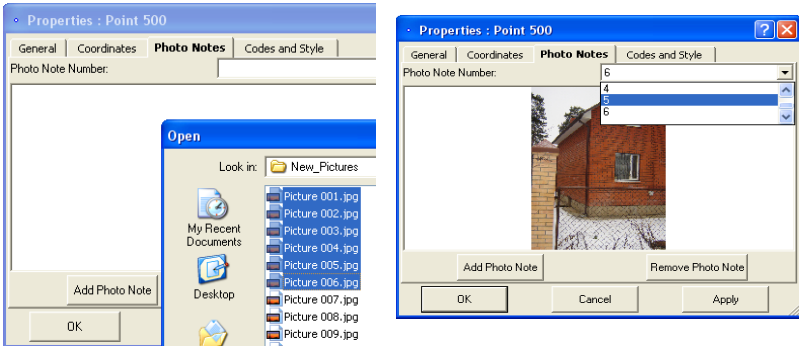 Properties : Point 500
General Coordinates Photo Notes Codes and Style
Photo Note Number:
Open
Look in: New_Pictures
My Recent
Documents
Desktop
Picture 001.jpg
Picture 002.jpg
Picture 003.jpg
Picture 004.jpg
Picture 005.jpg
Picture 006.jpg
Picture 007.jpg
Picture 008.jpg
Picture 009.jpg
Add Photo Note
OK
Properties : Point 500
General Coordinates Photo Notes Codes and Style
Photo Note Number: 6
4
5
6
Add Photo Note Remove Photo Note
OK Cancel Apply